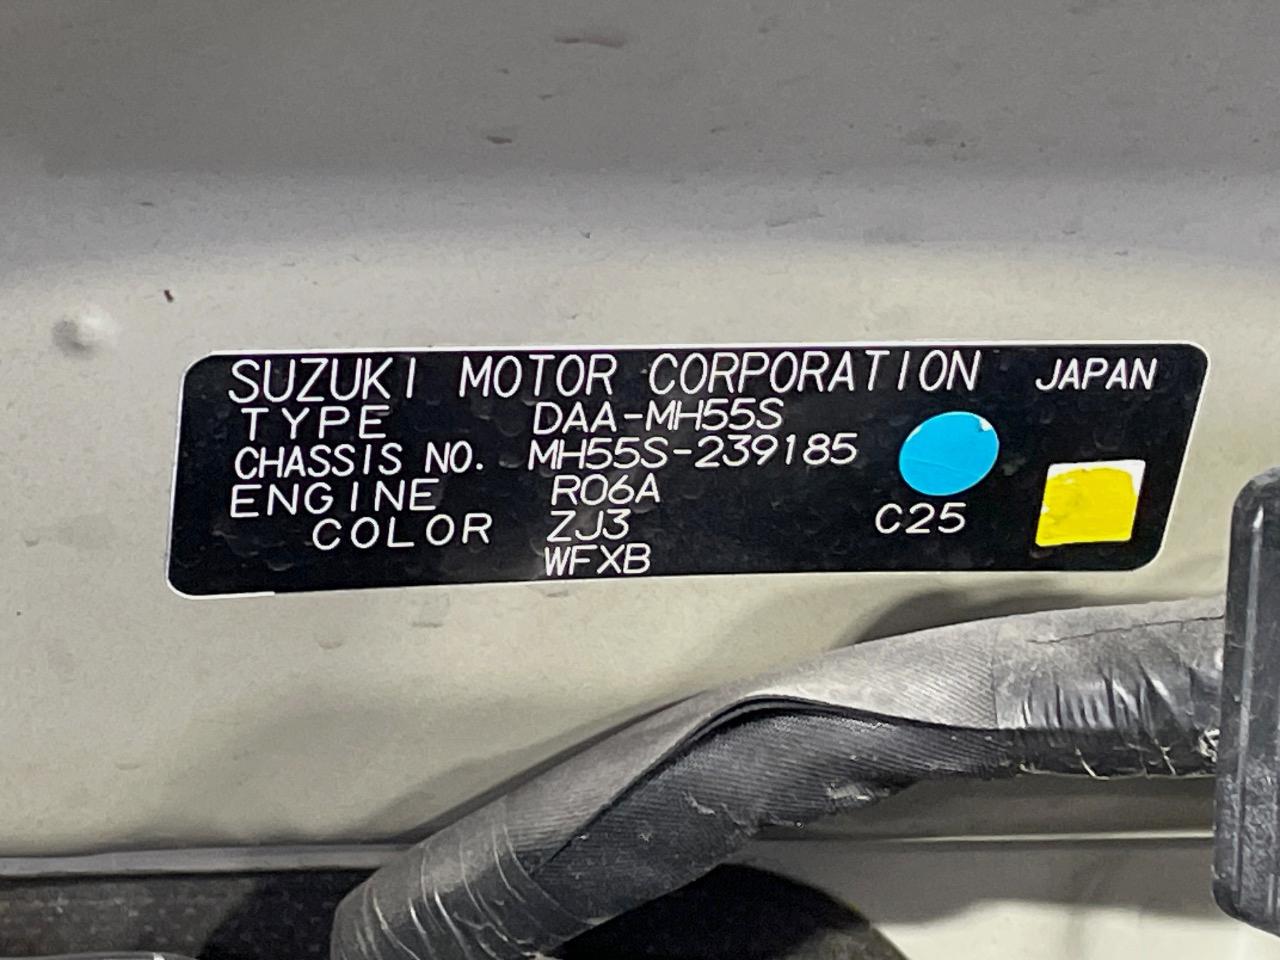 SUZUKI MOTOR CORPORATION JAPAN
TYPE DAA-MH55S
CHASSIS NO. MH55S-239185
ENGINE R06A
COLOR ZJ3 C25
WFXB